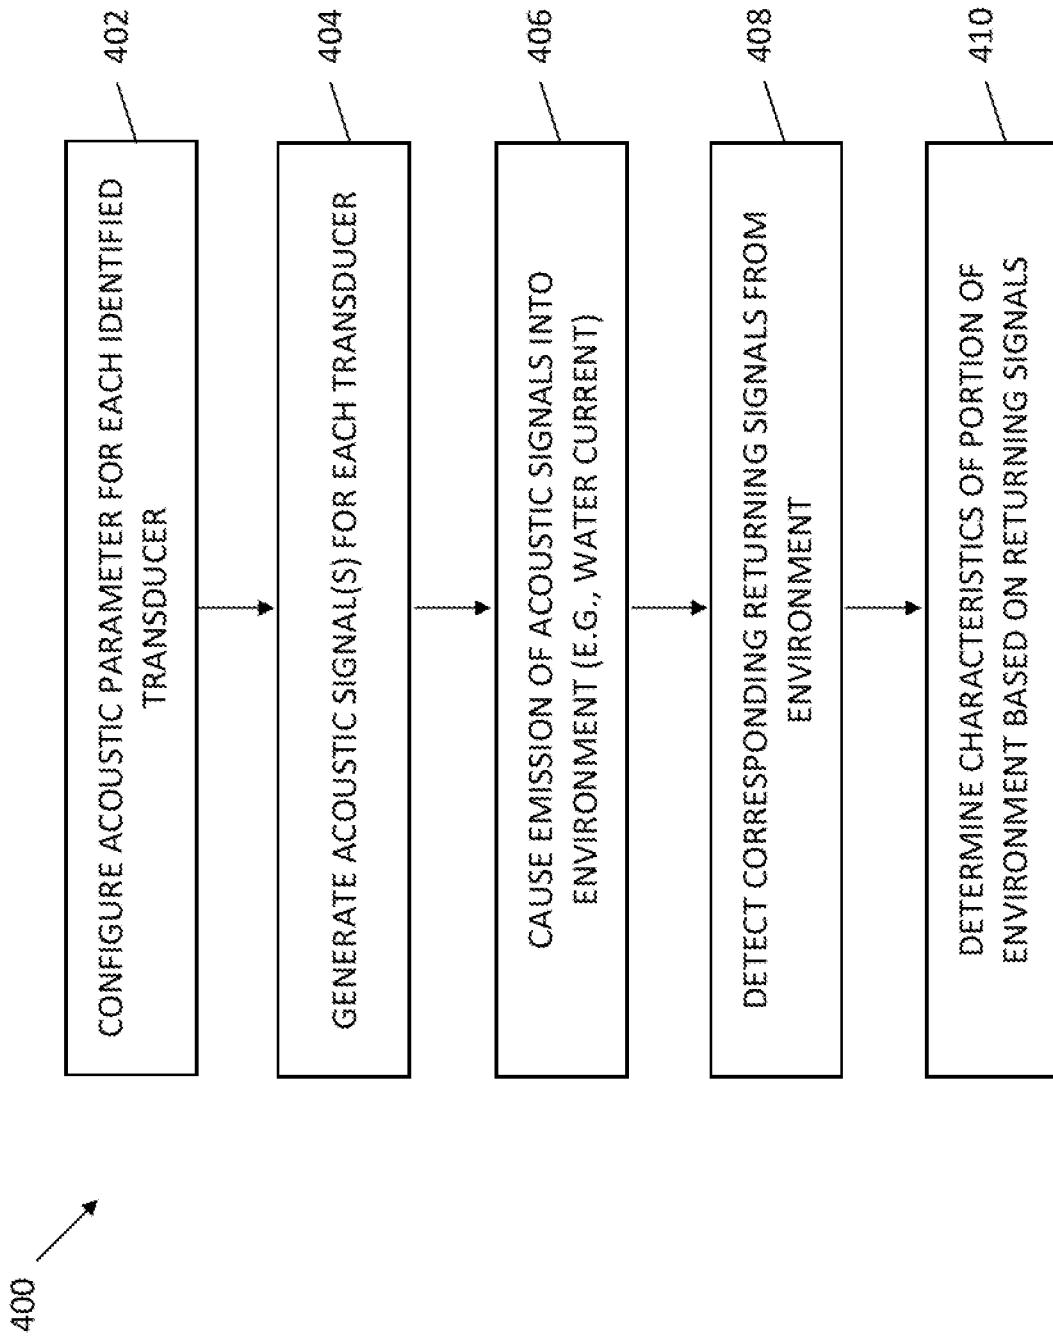 400
CONFIGURE ACOUSTIC PARAMETER FOR EACH IDENTIFIED
TRANSDUCER
402
GENERATE ACOUSTIC SIGNAL(S) FOR EACH TRANSDUCER
404
CAUSE EMISSION OF ACOUSTIC SIGNALS INTO
ENVIRONMENT (E.G., WATER CURRENT)
406
DETECT CORRESPONDING RETURNING SIGNALS FROM
ENVIRONMENT
408
DETERMINE CHARACTERISTICS OF PORTION OF
ENVIRONMENT BASED ON RETURNING SIGNALS
410